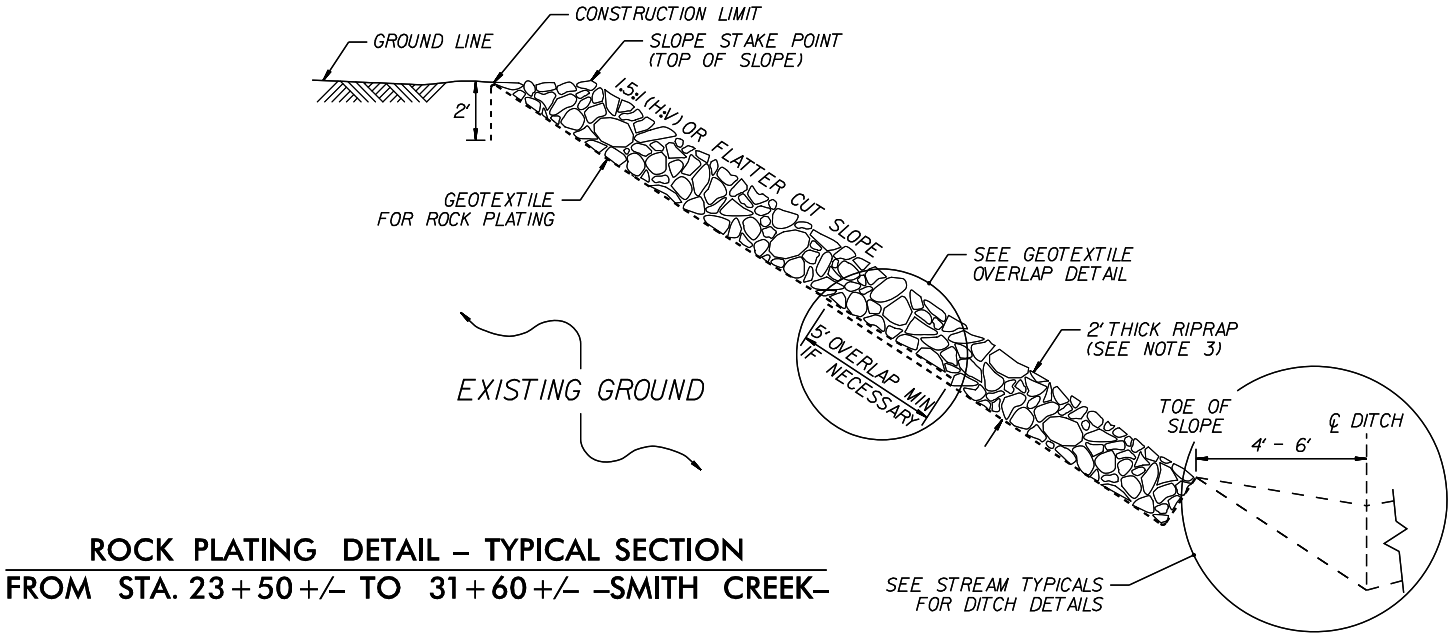 CONSTRUCTION LIMIT
GROUND LINE
SLOPE STAKE POINT
(TOP OF SLOPE)
1.5:1 (H:V) OR FLATTER CUT SLOPE
2'
GEOTEXTILE
FOR ROCK PLATING
SEE GEOTEXTILE
OVERLAP DETAIL
2' THICK RIPRAP
(SEE NOTE 3)
5' OVERLAP MIN
IF NECESSARY
EXISTING GROUND
TOE OF
SLOPE
℄ DITCH
4' - 6'
ROCK PLATING DETAIL – TYPICAL SECTION
FROM STA. 23+50 +/– TO 31+60 +/– –SMITH CREEK–
SEE STREAM TYPICALS
FOR DITCH DETAILS